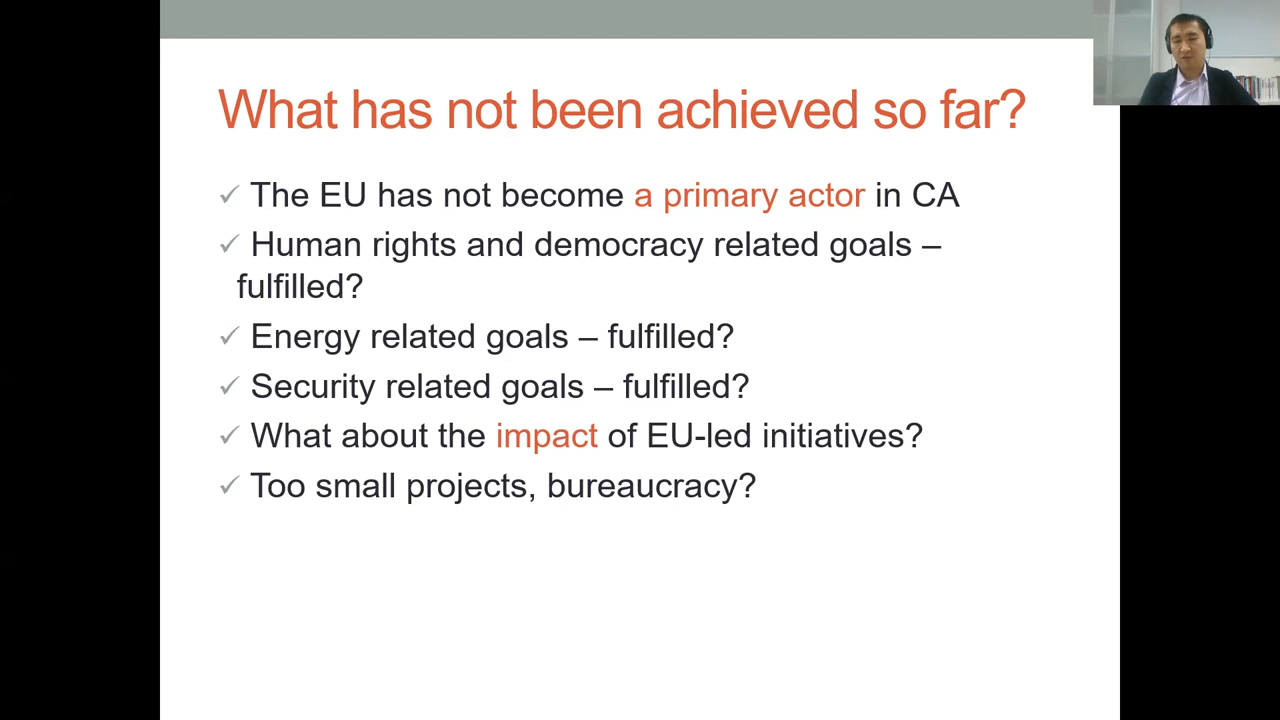 What has not been achieved so far?
✓ The EU has not become a primary actor in CA
✓ Human rights and democracy related goals –
fulfilled?
✓ Energy related goals – fulfilled?
✓ Security related goals – fulfilled?
✓ What about the impact of EU-led initiatives?
✓ Too small projects, bureaucracy?